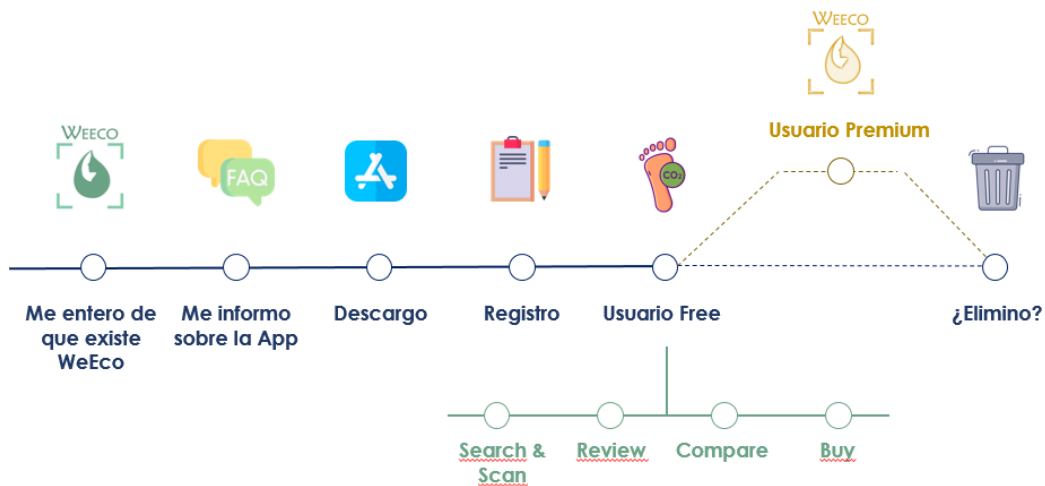 WEECO
Usuario Premium
WEECO
FAQ
CO₂
Me entero de
que existe
WeEco
Me informo
sobre la App
Descargo
Registro
Usuario Free
¿Elimino?
Search &
Scan
Review
Compare
Buy